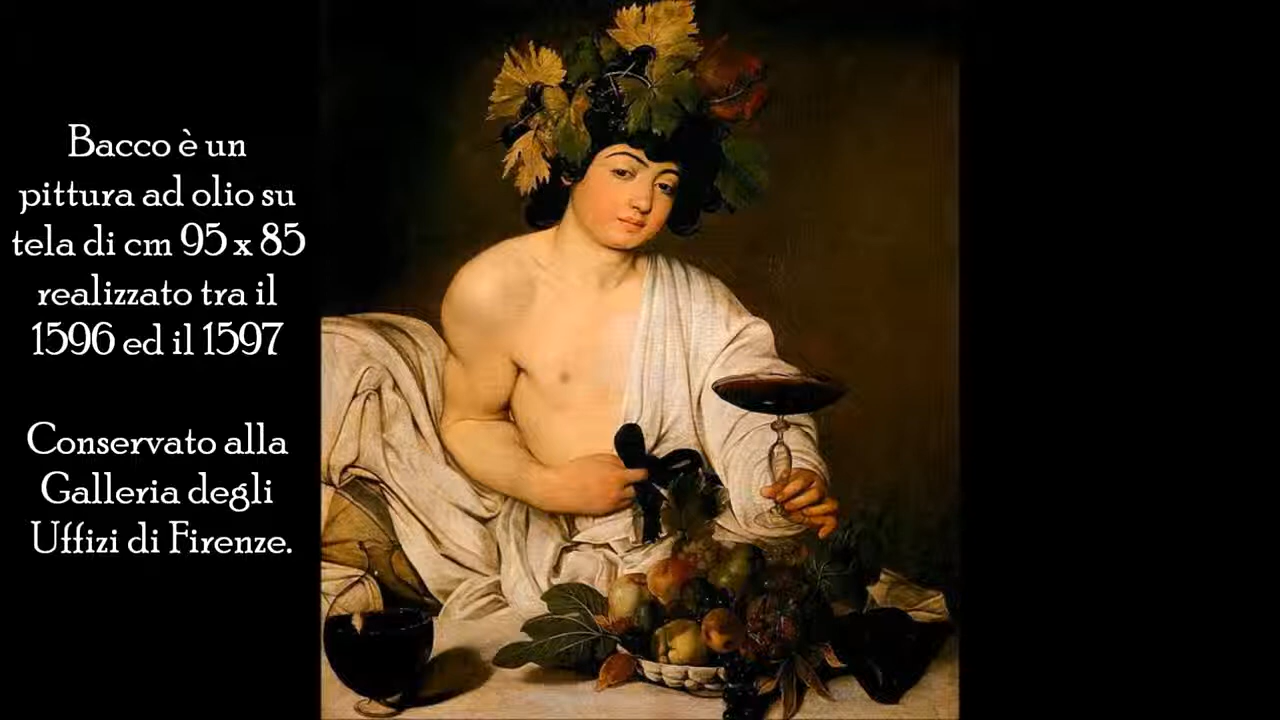 Bacco è un
pittura ad olio su
tela di cm 95 x 85
realizzato tra il
1596 ed il 1597
Conservato alla
Galleria degli
Uffizi di Firenze.